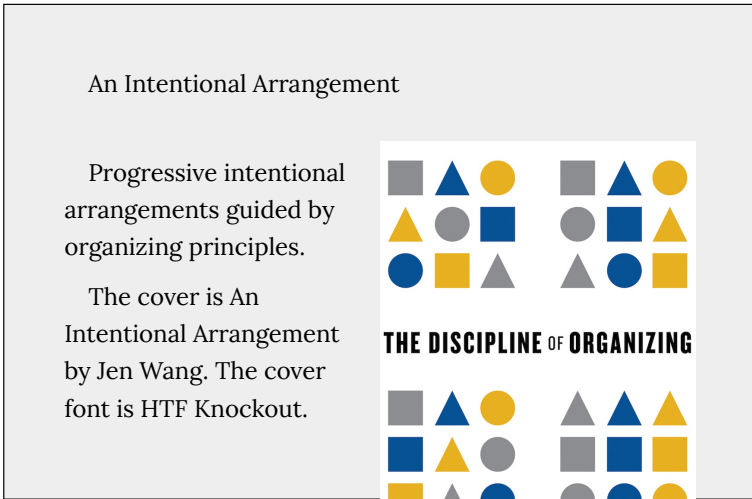 An Intentional Arrangement
Progressive intentional
arrangements guided by
organizing principles.
The cover is An
Intentional Arrangement
by Jen Wang. The cover
font is HTF Knockout.
THE DISCIPLINE OF ORGANIZING